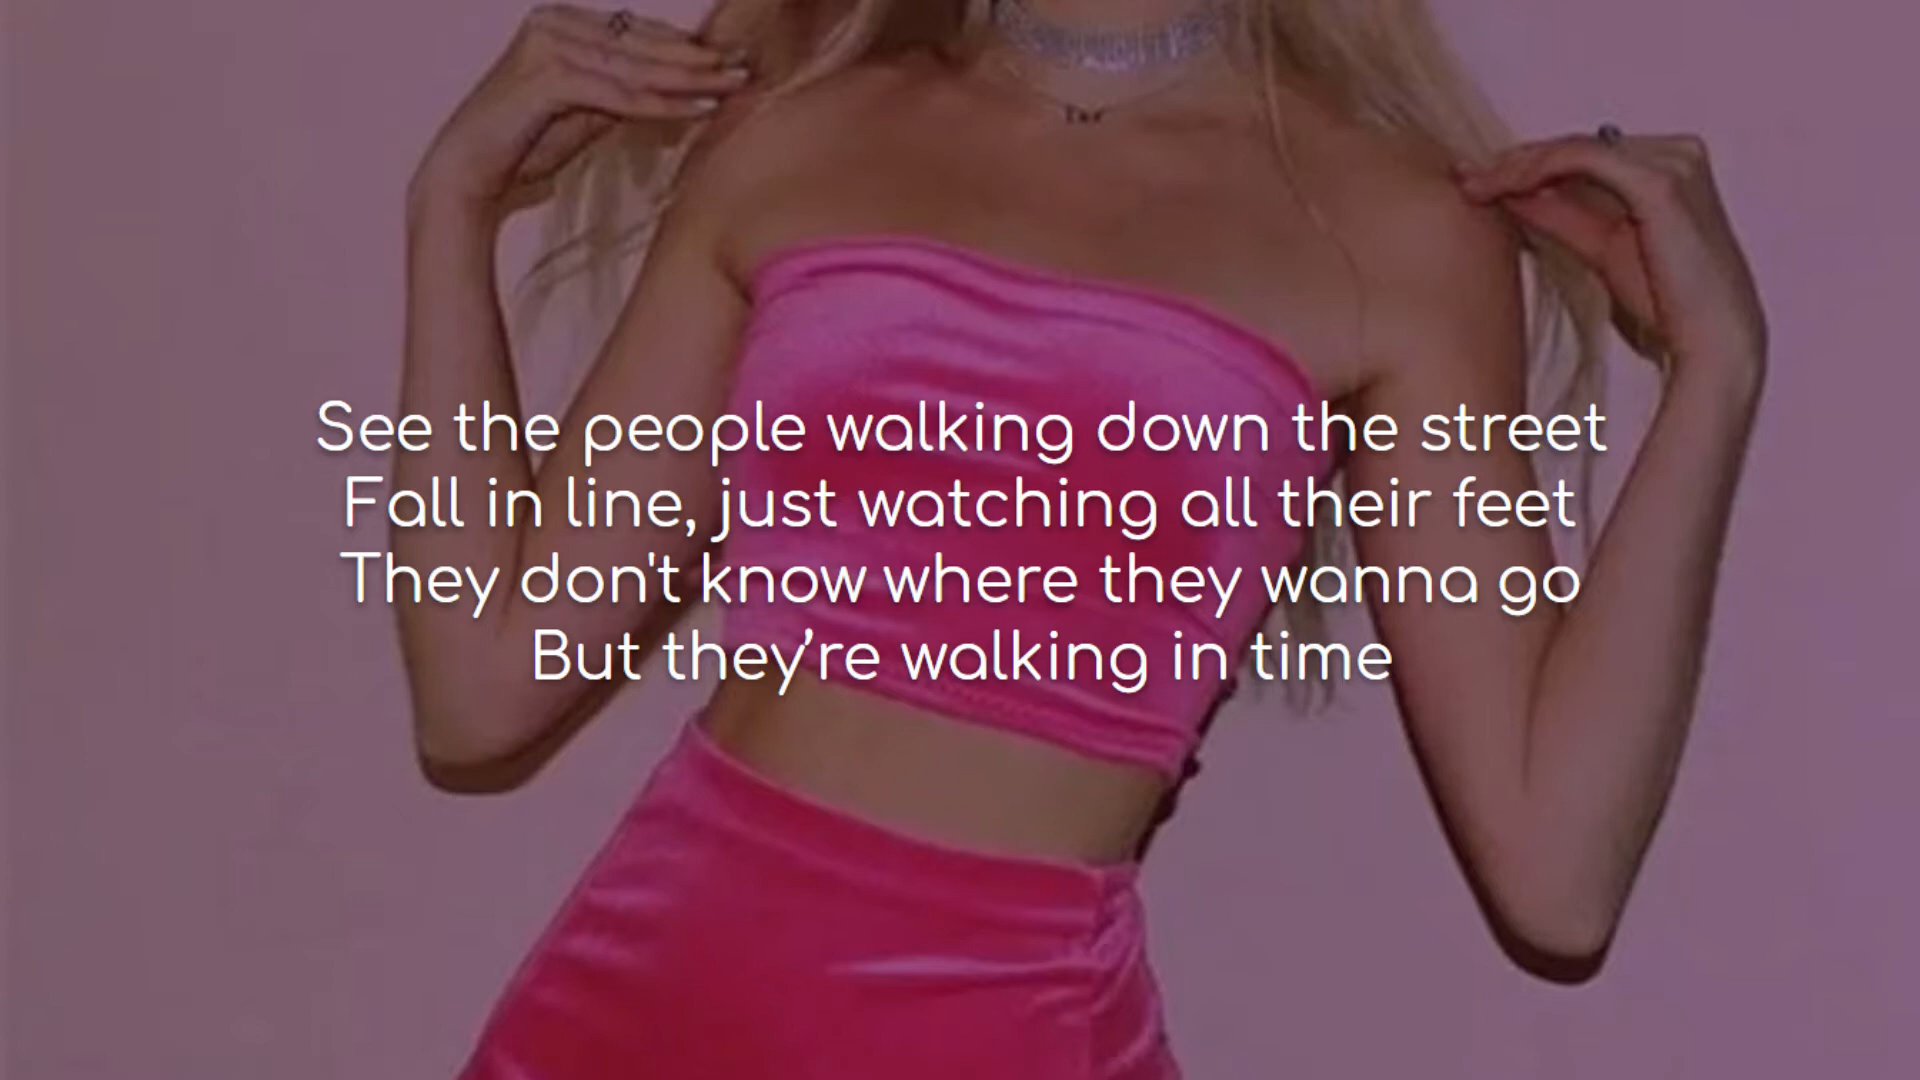 See the people walking down the street
Fall in line, just watching all their feet
They don't know where they wanna go
But they’re walking in time